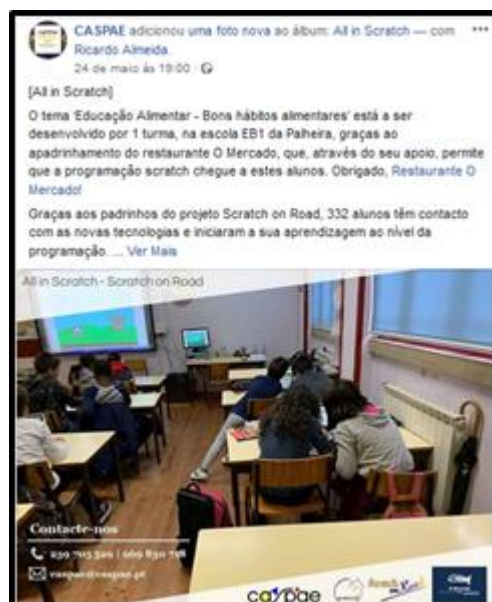 CASPAE adicionou uma foto nova ao álbum: All in Scratch — com
Ricardo Almeida.
24 de maio às 19:00
[All in Scratch]
O tema 'Educação Alimentar - Bons hábitos alimentares' está a ser
desenvolvido por 1 turma, na escola EB1 da Palheira, graças ao
apadrinhamento do restaurante O Mercado, que, através do seu apoio, permite
que a programação scratch chegue a estes alunos. Obrigado, Restaurante O
Mercado!
Graças aos padrinhos do projeto Scratch on Road, 332 alunos têm contacto
com as novas tecnologias e iniciaram a sua aprendizagem ao nível da
programação. ... Ver Mais
All in Scratch - Scratch on Road
Contacte-nos
caspae@caspae.pt
caspae